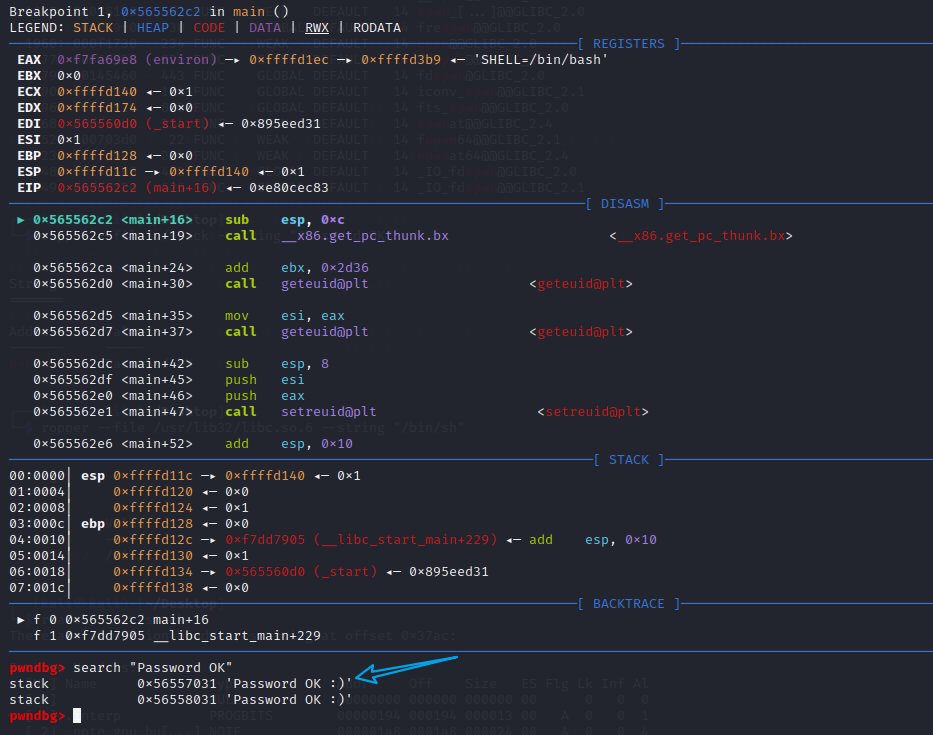 Breakpoint 1, 0x565562c2 in main ()
LEGEND: STACK | HEAP | CODE | DATA | RWX | RODATA
[ REGISTERS ]
EAX 0xf7fa69e8 (environ) —▸ 0xffffd1ec —▸ 0xffffd3b9 ◂— 'SHELL=/bin/bash'
EBX 0x0
ECX 0xffffd140 ◂— 0x1
EDX 0xffffd174 ◂— 0x0
EDI 0x565560d0 (_start) ◂— 0x895eed31
ESI 0x1
EBP 0xffffd128 ◂— 0x0
ESP 0xffffd11c —▸ 0xffffd140 ◂— 0x1
EIP 0x565562c2 (main+16) ◂— 0xe80cec83
[ DISASM ]
► 0x565562c2 <main+16> sub esp, 0xc
0x565562c5 <main+19> call __x86.get_pc_thunk.bx <__x86.get_pc_thunk.bx>
0x565562ca <main+24> add ebx, 0x2d36
0x565562d0 <main+30> call geteuid@plt <geteuid@plt>
0x565562d5 <main+35> mov esi, eax
0x565562d7 <main+37> call geteuid@plt <geteuid@plt>
0x565562dc <main+42> sub esp, 8
0x565562df <main+45> push esi
0x565562e0 <main+46> push eax
0x565562e1 <main+47> call setreuid@plt <setreuid@plt>
0x565562e6 <main+52> add esp, 0x10
[ STACK ]
00:0000│ esp 0xffffd11c —▸ 0xffffd140 ◂— 0x1
01:0004│ 0xffffd120 ◂— 0x0
02:0008│ 0xffffd124 ◂— 0x1
03:000c│ ebp 0xffffd128 ◂— 0x0
04:0010│ 0xffffd12c —▸ 0xf7dd7905 (__libc_start_main+229) ◂— add esp, 0x10
05:0014│ 0xffffd130 ◂— 0x1
06:0018│ 0xffffd134 —▸ 0x565560d0 (_start) ◂— 0x895eed31
07:001c│ 0xffffd138 ◂— 0x0
[ BACKTRACE ]
► f 0 0x565562c2 main+16
f 1 0xf7dd7905 __libc_start_main+229
pwndbg> search "Password OK"
stack 0x56557031 'Password OK :)'
stack 0x56558031 'Password OK :)'
pwndbg>